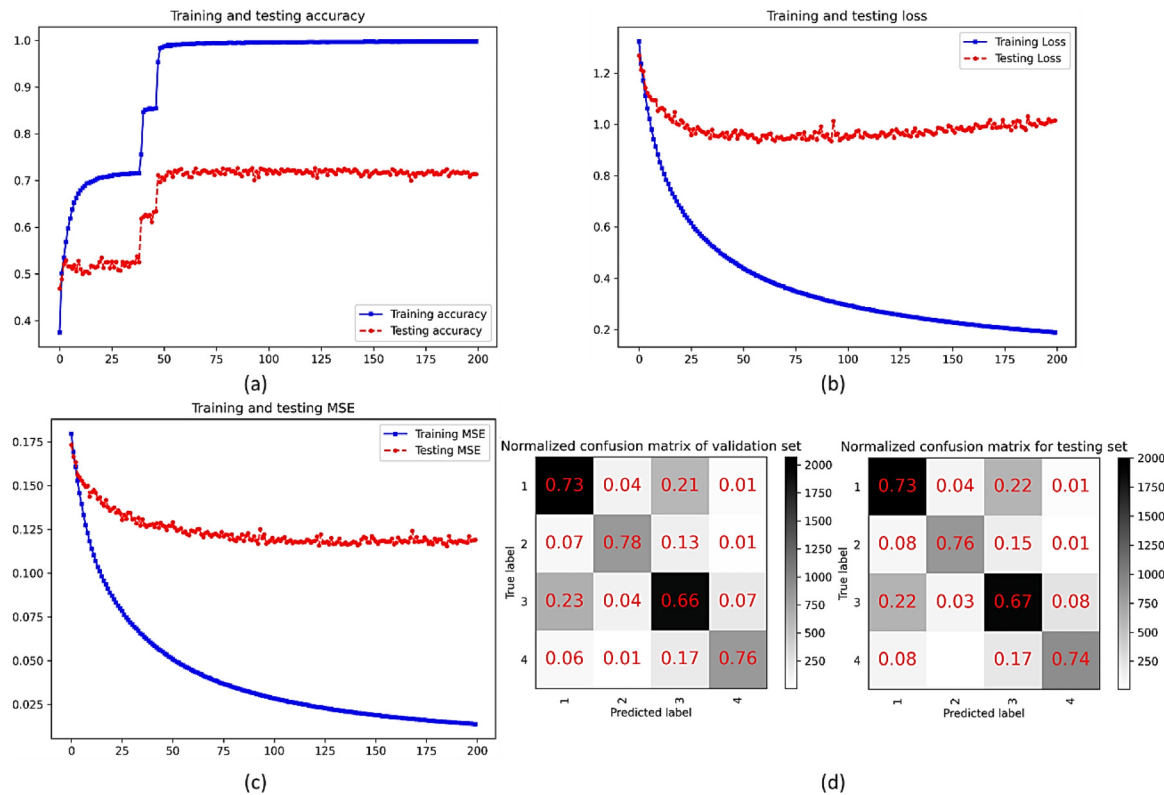 Training and testing accuracy
1.0
0.9
0.8
0.7
0.6
0.5
0.4
Training accuracy
Testing accuracy
0 25 50 75 100 125 150 175 200
(a)
Training and testing loss
Training Loss
Testing Loss
1.2
1.0
0.8
0.6
0.4
0.2
0 25 50 75 100 125 150 175 200
(b)
Training and testing MSE
Training MSE
Testing MSE
0.175
0.150
0.125
0.100
0.075
0.050
0.025
0 25 50 75 100 125 150 175 200
(c)
Normalized confusion matrix of validation set
True label
1 0.73 0.04 0.21 0.01
2 0.07 0.78 0.13 0.01
3 0.23 0.04 0.66 0.07
4 0.06 0.01 0.17 0.76
1 2 3 4
Predicted label
2000
1750
1500
1250
1000
750
500
250
Normalized confusion matrix for testing set
True label
1 0.73 0.04 0.22 0.01
2 0.08 0.76 0.15 0.01
3 0.22 0.03 0.67 0.08
4 0.08 0.17 0.74
1 2 3 4
Predicted label
2000
1750
1500
1250
1000
750
500
250
(d)